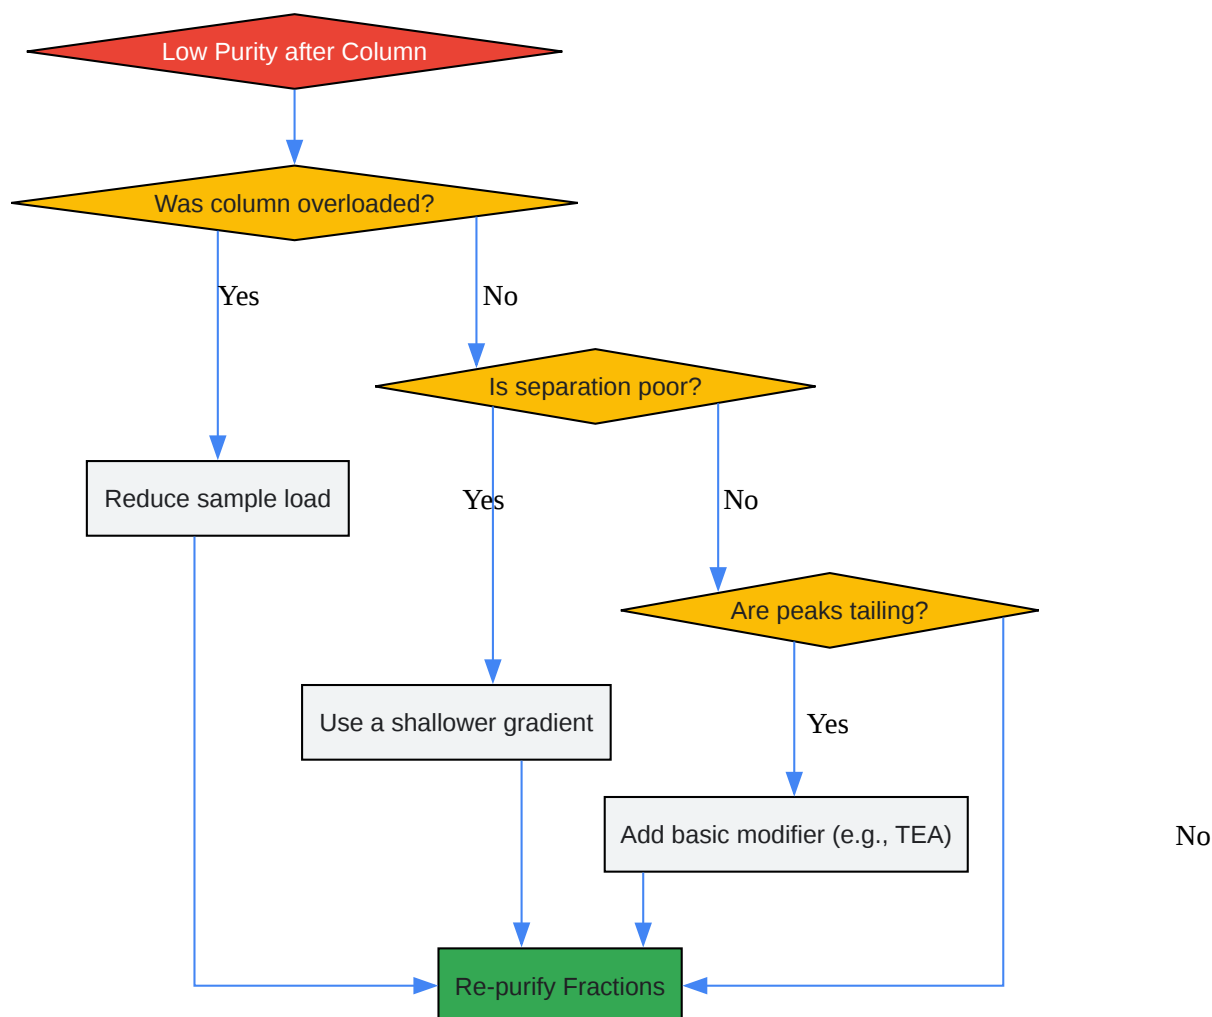 Low Purity after Column
Was column overloaded?
Yes
No
Is separation poor?
Reduce sample load
Yes
No
Are peaks tailing?
Use a shallower gradient
Yes
Add basic modifier (e.g., TEA)
No
Re-purify Fractions